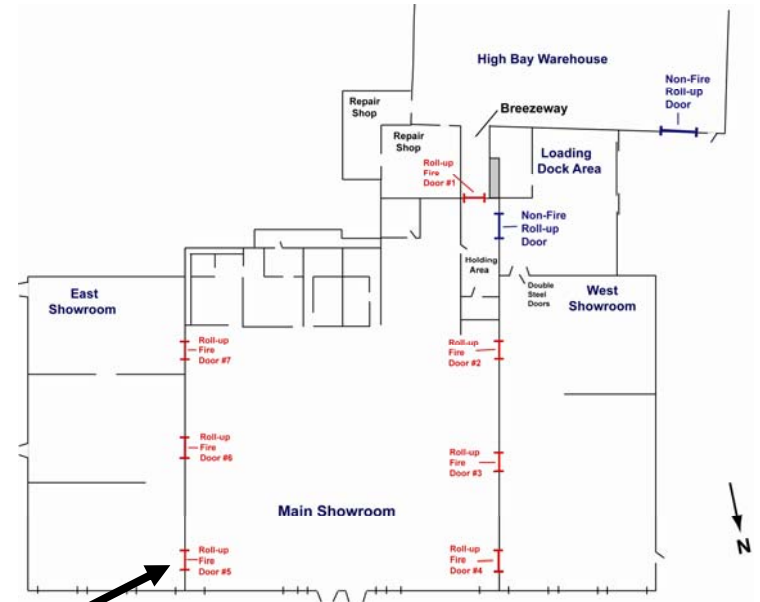 High Bay Warehouse
Non-Fire
Roll-up
Door
Repair
Shop
Breezeway
Repair
Shop
Loading
Dock Area
Roll-up
Fire
Door #1
Non-Fire
Roll-up
Door
Holding
Area
Double
Steel
Doors
East
Showroom
West
Showroom
Roll-up
Fire
Door #7
Roll-up
Fire
Door #2
Roll-up
Fire
Door #6
Roll-up
Fire
Door #3
Main Showroom
N
Roll-up
Fire
Door #5
Roll-up
Fire
Door #4